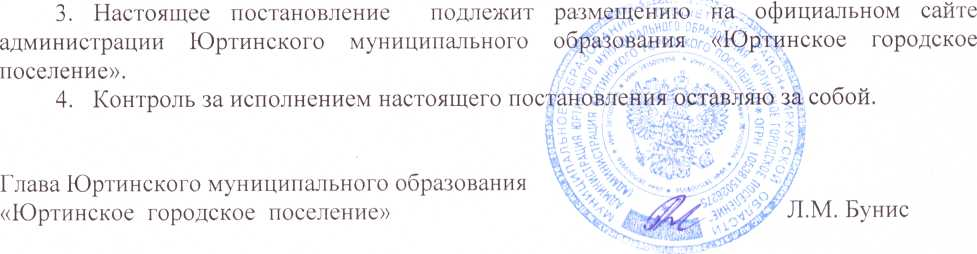 3. Настоящее постановление подлежит размещению на официальном сайте
администрации Юртинского муниципального образования «Юртинское городское
поселение».
4. Контроль за исполнением настоящего постановления оставляю за собой.
Глава Юртинского муниципального образования
«Юртинское городское поселение»
Л.М. Бунис